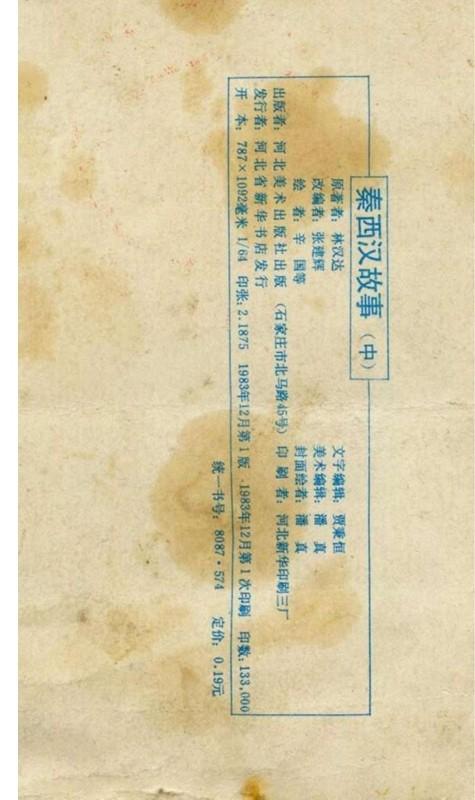 秦西汉故事（中）
原著者：林汉达 文字编辑：贾秉恒
改编者：张建辉 美术编辑：潘 真
绘 者：辛 国等 封面绘者：潘 真
出版者：河北美术出版社出版（石家庄市北马路45号）印刷者：河北新华印刷三厂
发行者：河北省新华书店发行
开 本：787×1092毫米 1/64 印张：2.1875 1983年12月第1版 1983年12月第1次印刷 印数：133,000
统一书号：8087·574 定价：0.19元